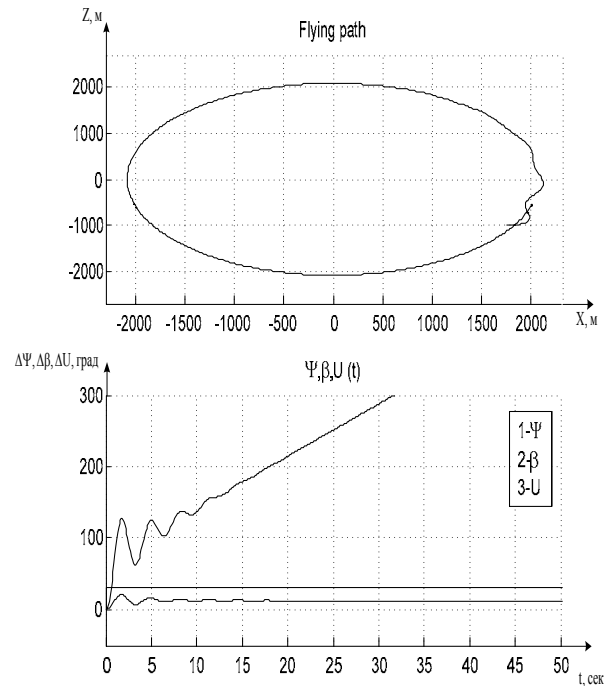 Z, м
Flying path
2000
1000
0
-1000
-2000
-2000 -1500 -1000 -500 0 500 1000 1500 2000
X, м
ΔΨ, Δβ, ΔU, град
Ψ,β,U (t)
300
200
100
0
1-Ψ
2-β
3-U
0 5 10 15 20 25 30 35 40 45 50
t, сек